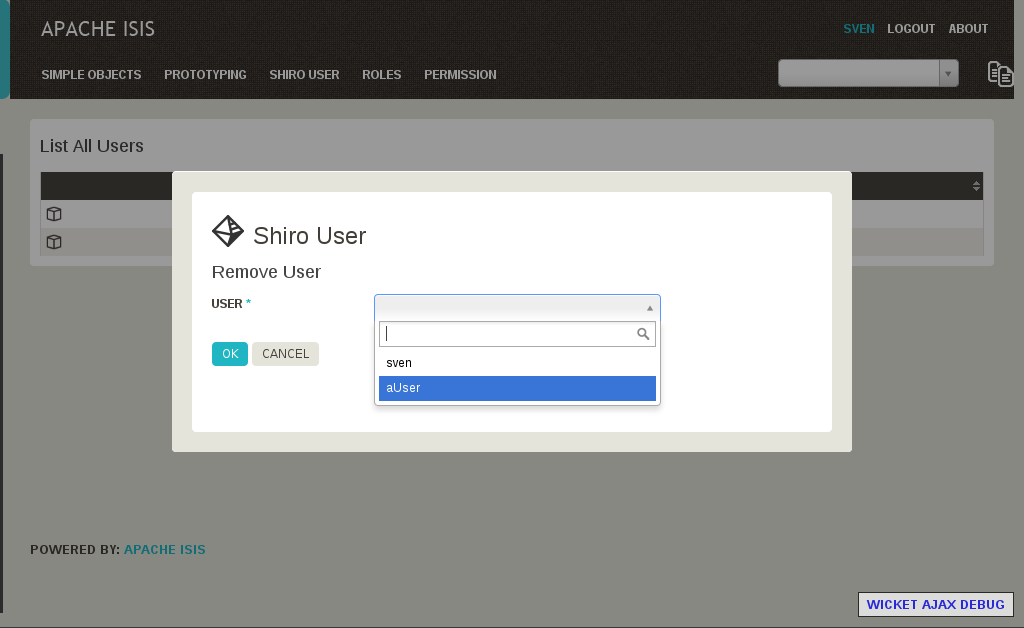 APACHE ISIS
SVEN LOGOUT ABOUT
SIMPLE OBJECTS PROTOTYPING SHIRO USER ROLES PERMISSION
List All Users
Shiro User
Remove User
USER *
sven
aUser
OK CANCEL
POWERED BY: APACHE ISIS
WICKET AJAX DEBUG